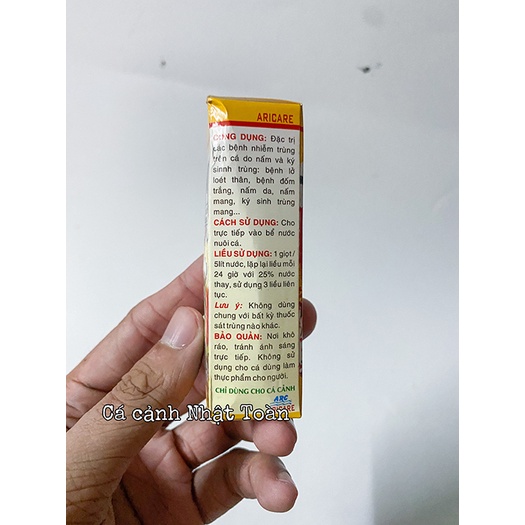 ARICARE
CÔNG DỤNG: Đặc trị
các bệnh nhiễm trùng
trên cá do nấm và ký
sinnh trùng: bệnh lở
loét thân, bệnh đốm
trắng, nấm da, nấm
mang, ký sinh trùng
mang...
CÁCH SỬ DỤNG: Cho
trực tiếp vào bể nước
nuôi cá.
LIỀU SỬ DỤNG: 1 giọt /
5lít nước, lặp lại liều mỗi
24 giờ với 25% nước
thay, sử dụng 3 liều liên
tục.
Lưu ý: Không dùng
chung với bất kỳ thuốc
sát trùng nào khác.
BẢO QUẢN: Nơi khô
ráo, tránh ánh sáng
trực tiếp. Không sử
dụng cho cá dùng làm
thực phẩm cho người.
CHỈ DÙNG CHO CÁ CẢNH
ARC
Cá cảnh Nhật Toàn